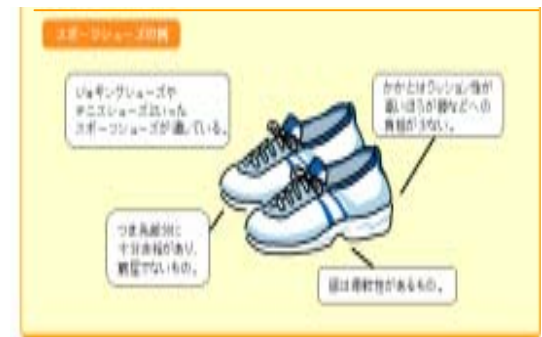 スポーツシューズの例
ジョギングシューズや
テニスシューズといった
スポーツシューズが適している。
かかとはクッション性が
高いほうが膝などへの
負担が少ない。
つま先部分に
十分余裕があり、
窮屈でないもの。
底は柔軟性があるもの。